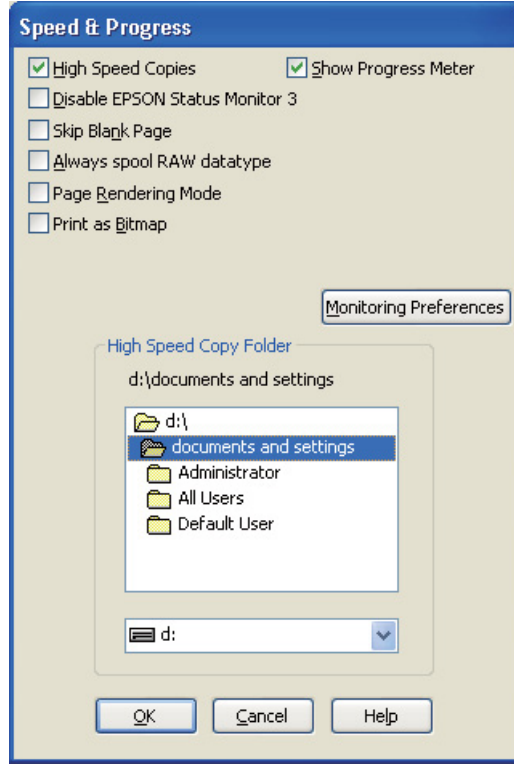 Speed & Progress
High Speed Copies Show Progress Meter
Disable EPSON Status Monitor 3
Skip Blank Page
Always spool RAW datatype
Page Rendering Mode
Print as Bitmap
Monitoring Preferences
High Speed Copy Folder
d:\documents and settings
d:\
documents and settings
Administrator
All Users
Default User
d:
OK Cancel Help